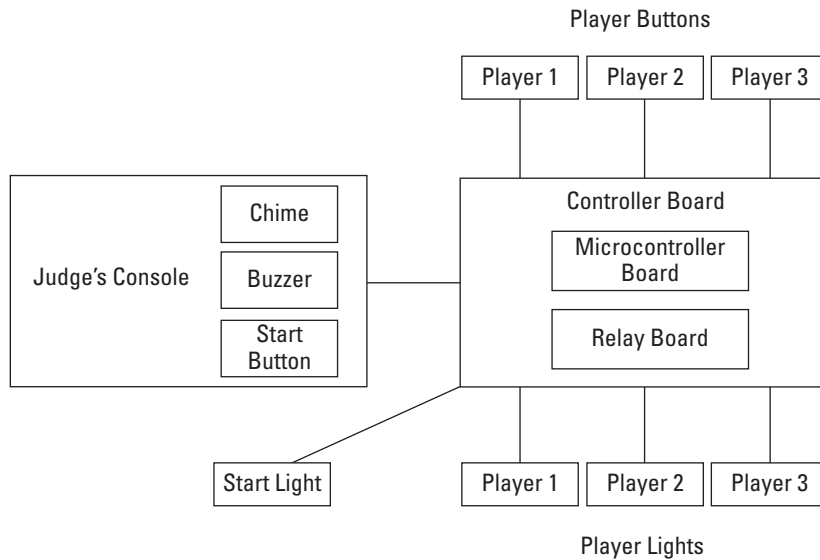 Player Buttons
Player 1
Player 2
Player 3
Controller Board
Microcontroller
Board
Relay Board
Judge’s Console
Chime
Buzzer
Start
Button
Start Light
Player 1
Player 2
Player 3
Player Lights